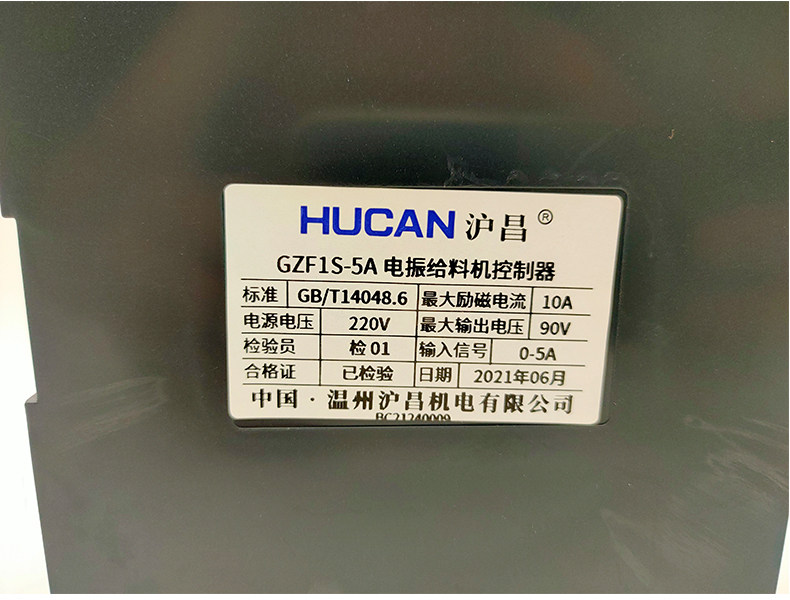 HUCAN 沪昌®
GZF1S-5A 电振给料机控制器
标准 GB/T14048.6 最大励磁电流 10A
电源电压 220V 最大输出电压 90V
检验员 检 01 输入信号 0-5A
合格证 已检验 日期 2021年06月
中国·温州沪昌机电有限公司
BC21240009